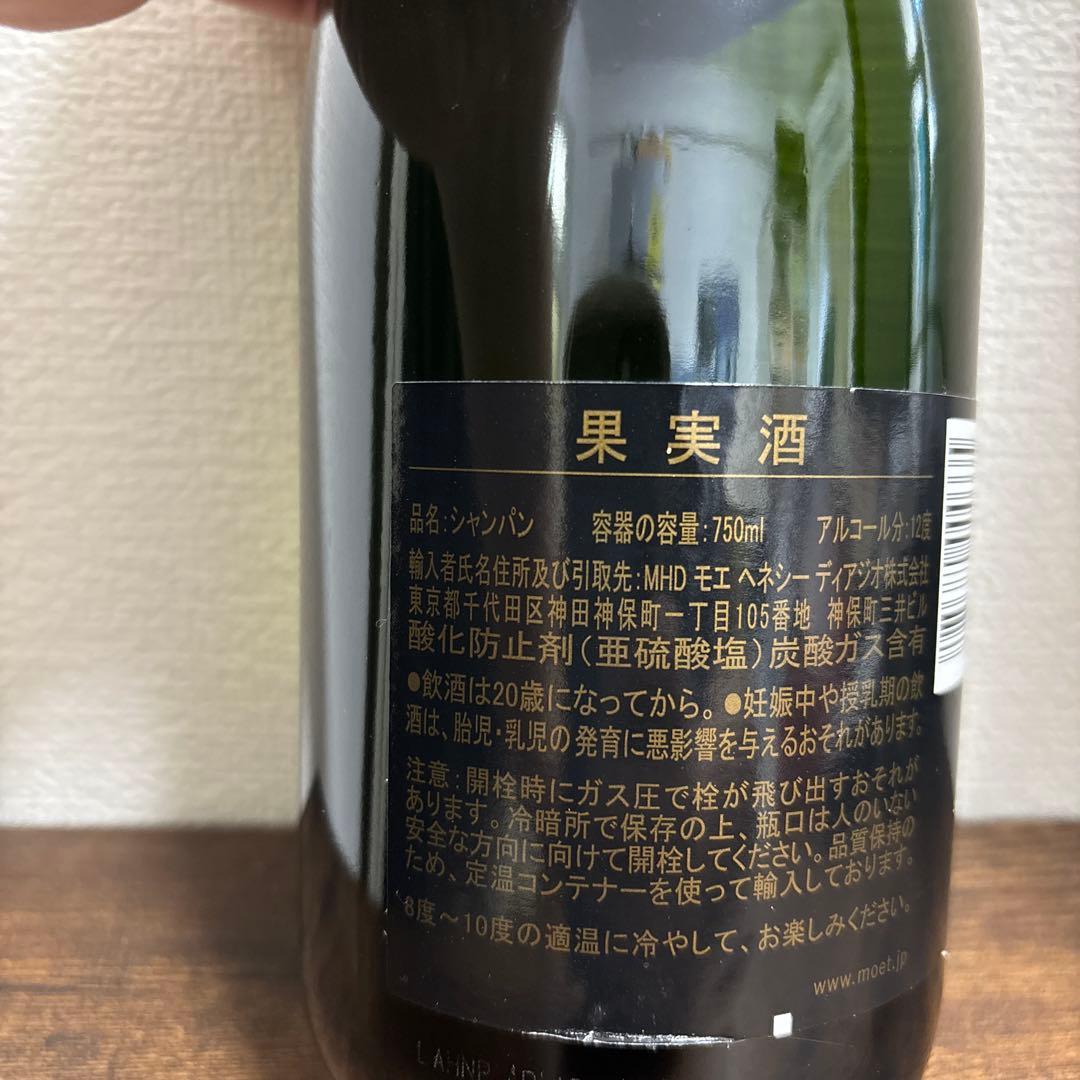 果実酒
品名:シャンパン 容器の容量:750ml アルコール分:12度
輸入者氏名住所及び引取先:MHD モエ ヘネシー ディアジオ株式会社
東京都千代田区神田神保町一丁目105番地 神保町三井ビル
酸化防止剤(亜硫酸塩)炭酸ガス含有
●飲酒は20歳になってから。●妊娠中や授乳期の飲
酒は、胎児・乳児の発育に悪影響を与えるおそれがあります。
注意:開栓時にガス圧で栓が飛び出すおそれが
あります。冷暗所で保存の上、瓶口は人のいない
安全な方向に向けて開栓してください。品質保持の
ため、定温コンテナーを使って輸入しております。
8度~10度の適温に冷やして、お楽しみください。
www.moet.jp